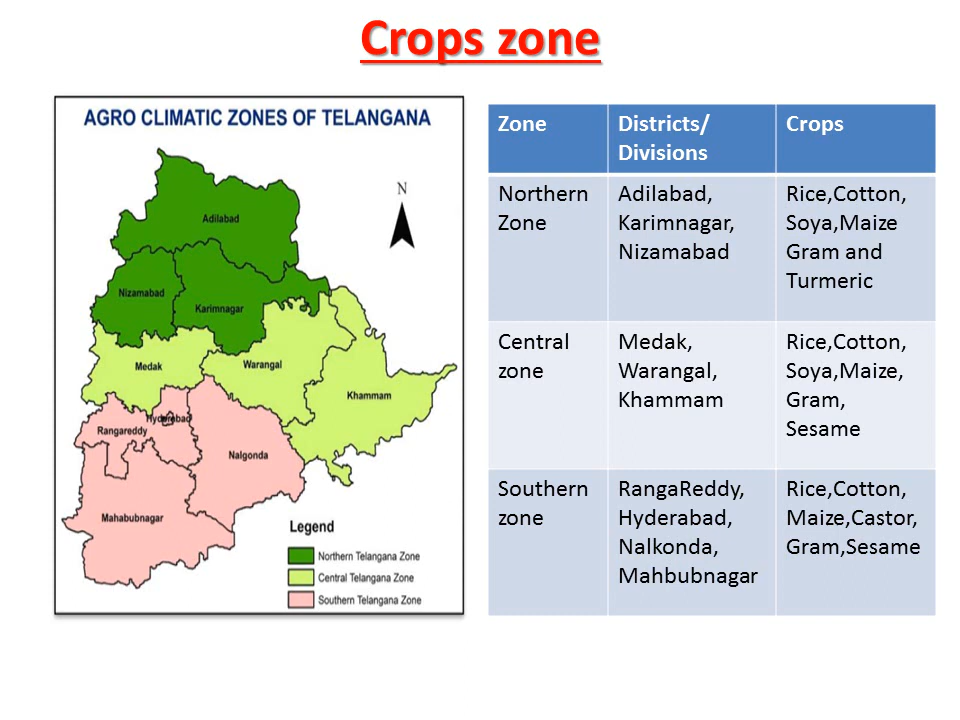 Crops zone
AGRO CLIMATIC ZONES OF TELANGANA
N
Adilabad
Nizamabad
Karimnagar
Medak
Warangal
Khammam
Hyderabad
Rangareddy
Nalgonda
Mahabubnagar
Legend
Northern Telangana Zone
Central Telangana Zone
Southern Telangana Zone
Zone
Districts/
Divisions
Crops
Northern
Zone
Adilabad,
Karimnagar,
Nizamabad
Rice,Cotton,
Soya,Maize
Gram and
Turmeric
Central
zone
Medak,
Warangal,
Khammam
Rice,Cotton,
Soya,Maize,
Gram,
Sesame
Southern
zone
RangaReddy,
Hyderabad,
Nalkonda,
Mahbubnagar
Rice,Cotton,
Maize,Castor,
Gram,Sesame